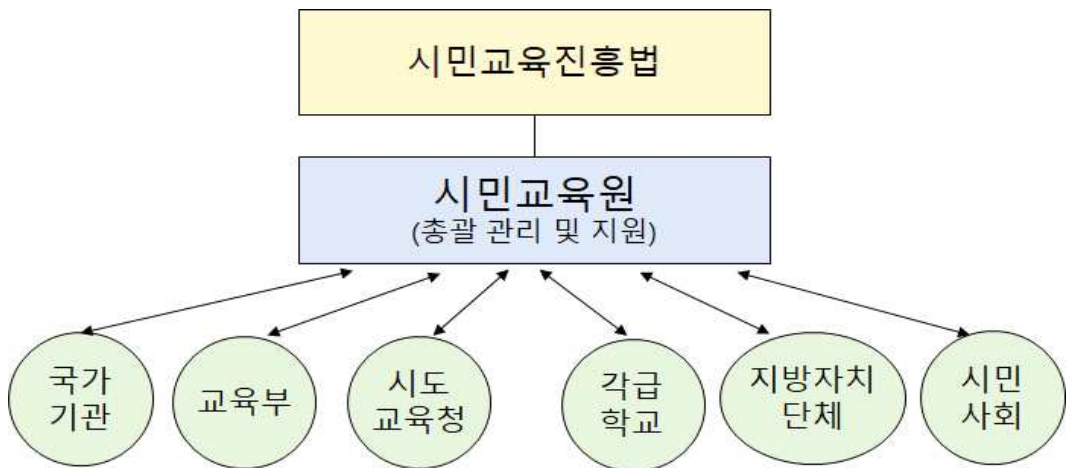 시민교육진흥법
시민교육원
(총괄 관리 및 지원)
국가
기관
교육부
시도
교육청
각급
학교
지방자치
단체
시민
사회